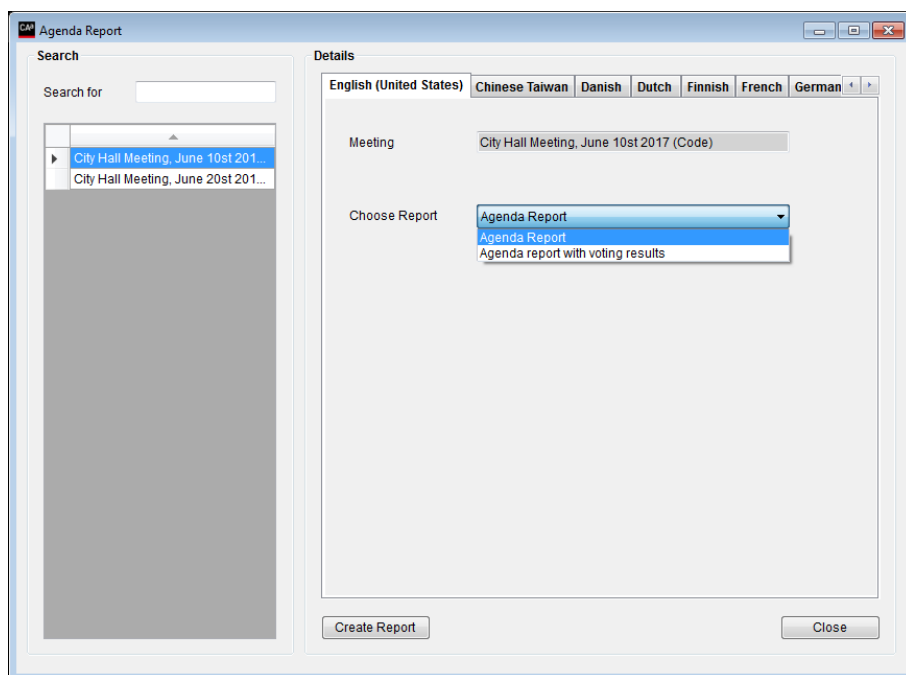 CAA Agenda Report
Search
Search for
City Hall Meeting, June 10st 201...
City Hall Meeting, June 20st 201...
Details
English (United States) Chinese Taiwan Danish Dutch Finnish French German
Meeting City Hall Meeting, June 10st 2017 (Code)
Choose Report Agenda Report
Agenda Report
Agenda report with voting results
Create Report Close